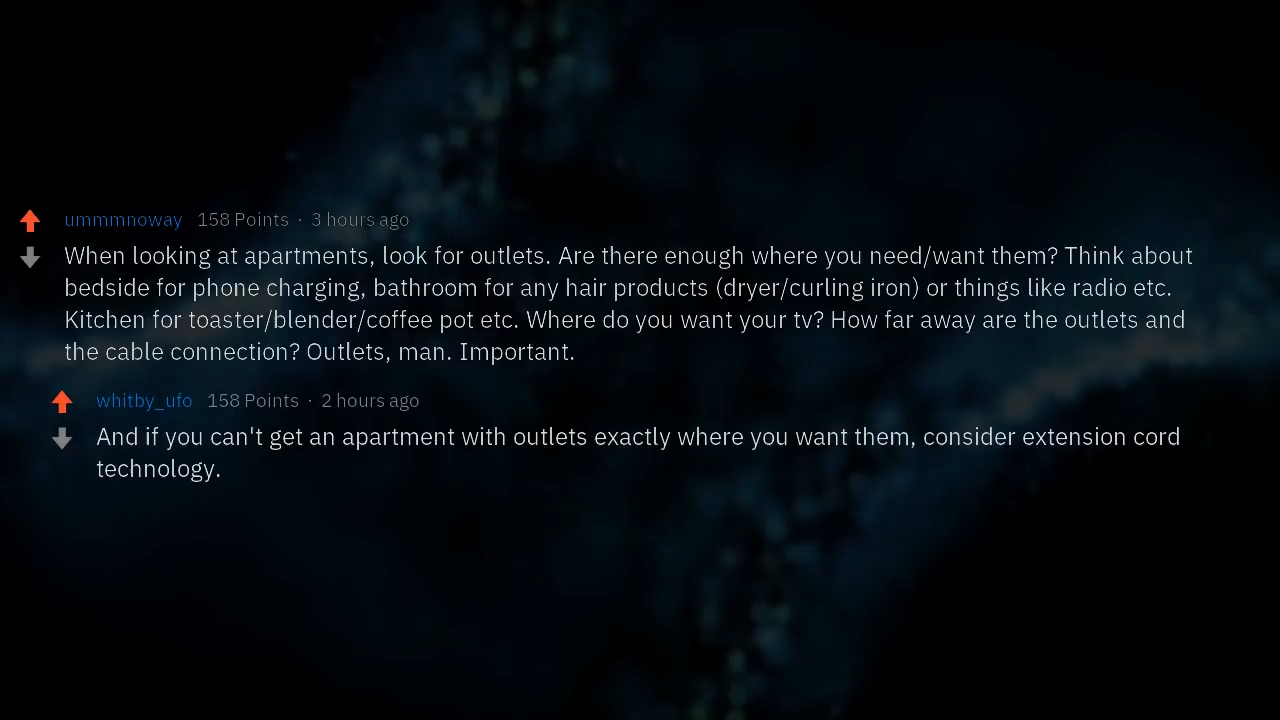 ummmnoway 158 Points · 3 hours ago
When looking at apartments, look for outlets. Are there enough where you need/want them? Think about
bedside for phone charging, bathroom for any hair products (dryer/curling iron) or things like radio etc.
Kitchen for toaster/blender/coffee pot etc. Where do you want your tv? How far away are the outlets and
the cable connection? Outlets, man. Important.
whitby_ufo 158 Points · 2 hours ago
And if you can't get an apartment with outlets exactly where you want them, consider extension cord
technology.